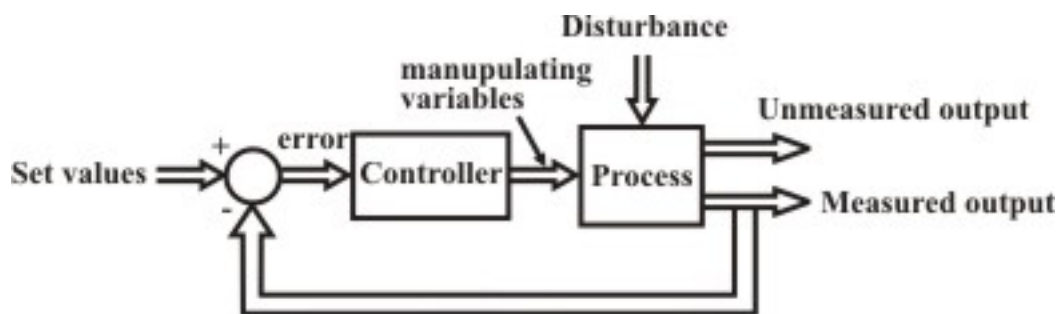 Disturbance
manupulating
variables
Unmeasured output
+
error
Set values
Controller
Process
-
Measured output